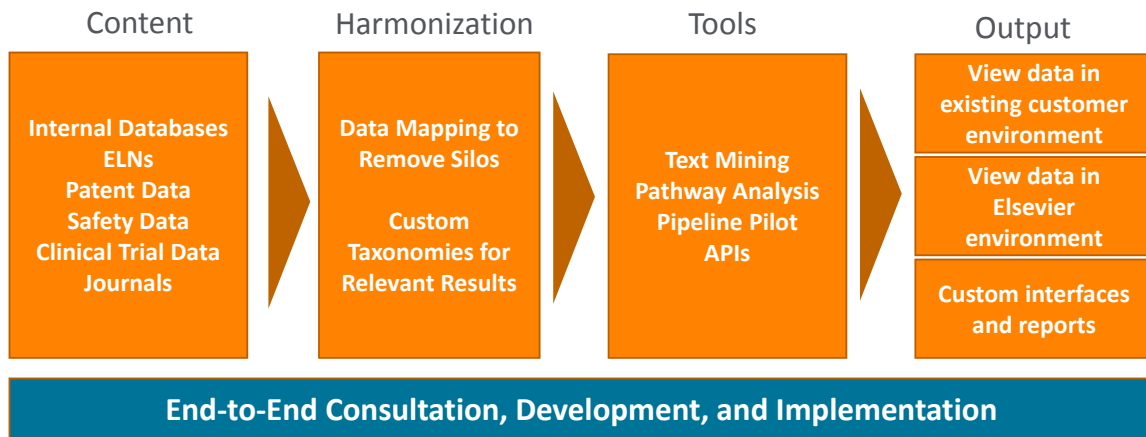 Content
Internal Databases
ELNs
Patent Data
Safety Data
Clinical Trial Data
Journals
Harmonization
Data Mapping to
Remove Silos
Custom
Taxonomies for
Relevant Results
Tools
Text Mining
Pathway Analysis
Pipeline Pilot
APIs
Output
View data in
existing customer
environment
View data in
Elsevier
environment
Custom interfaces
and reports
End-to-End Consultation, Development, and Implementation